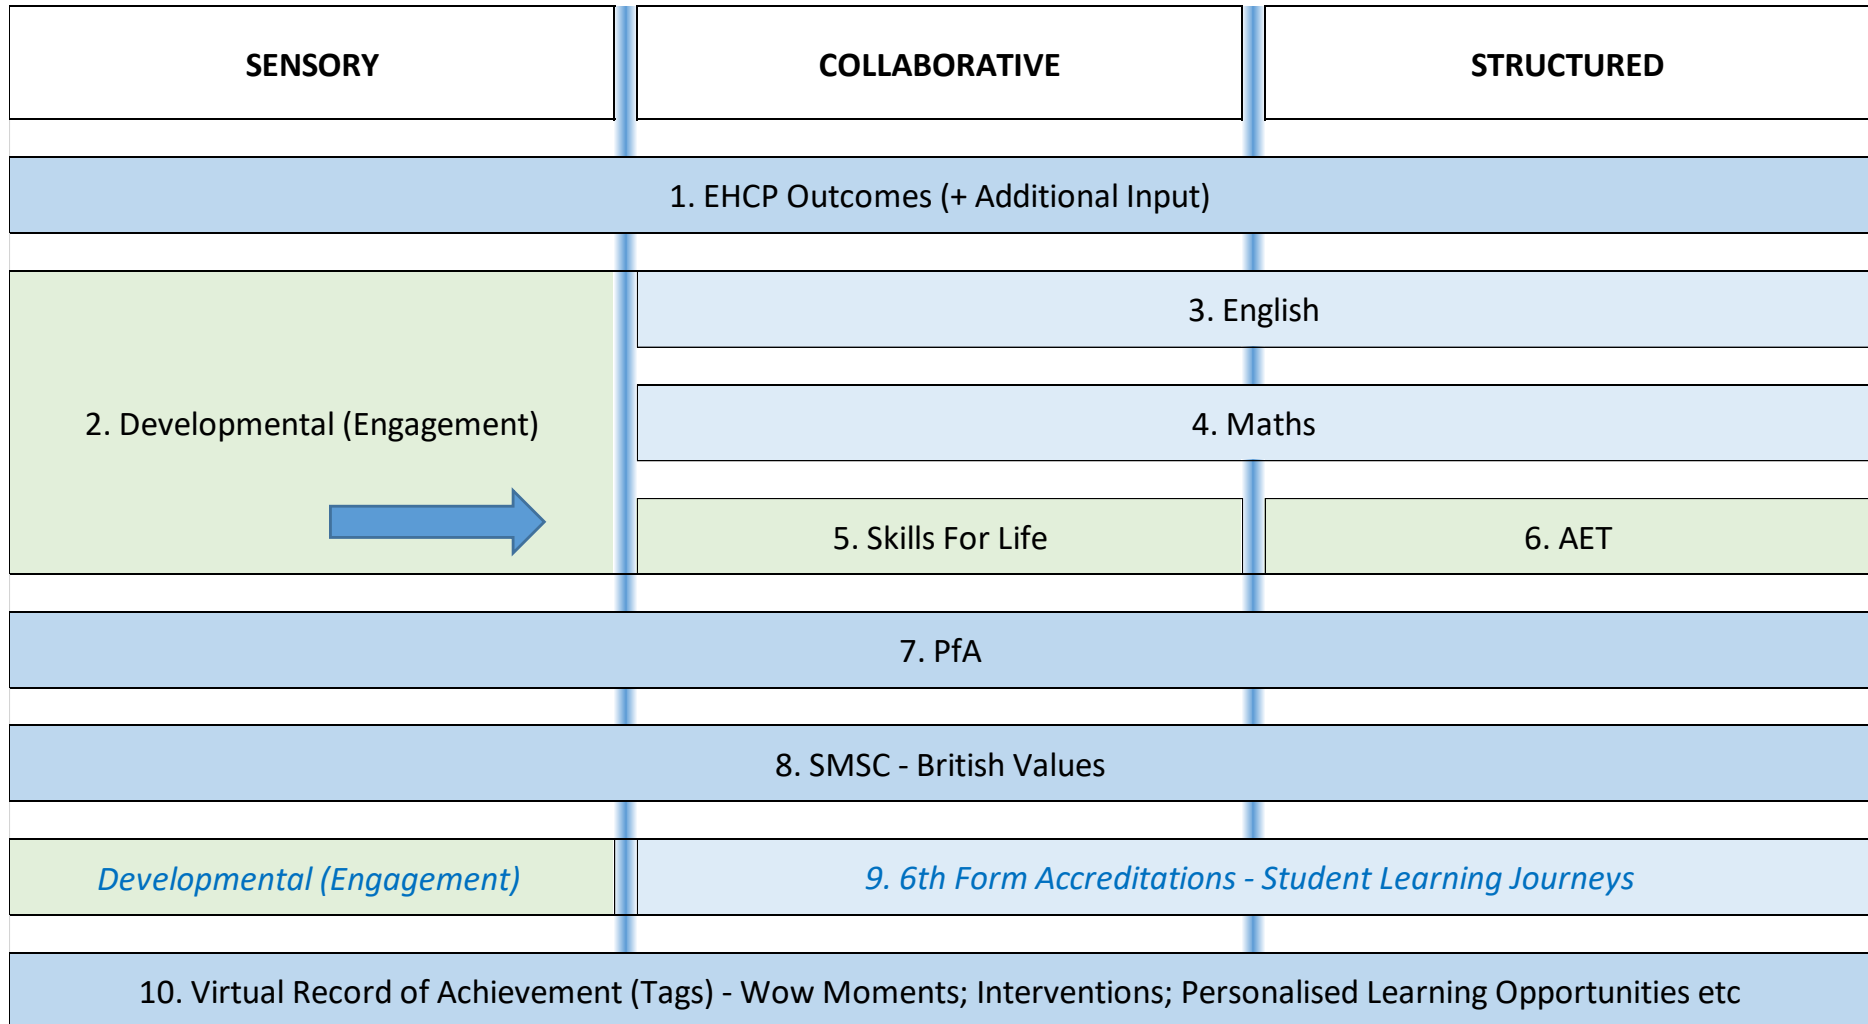 SENSORY
COLLABORATIVE
STRUCTURED
1. EHCP Outcomes (+ Additional Input)
2. Developmental (Engagement)
3. English
4. Maths
5. Skills For Life
6. AET
7. PfA
8. SMSC - British Values
Developmental (Engagement)
9. 6th Form Accreditations - Student Learning Journeys
10. Virtual Record of Achievement (Tags) - Wow Moments; Interventions; Personalised Learning Opportunities etc